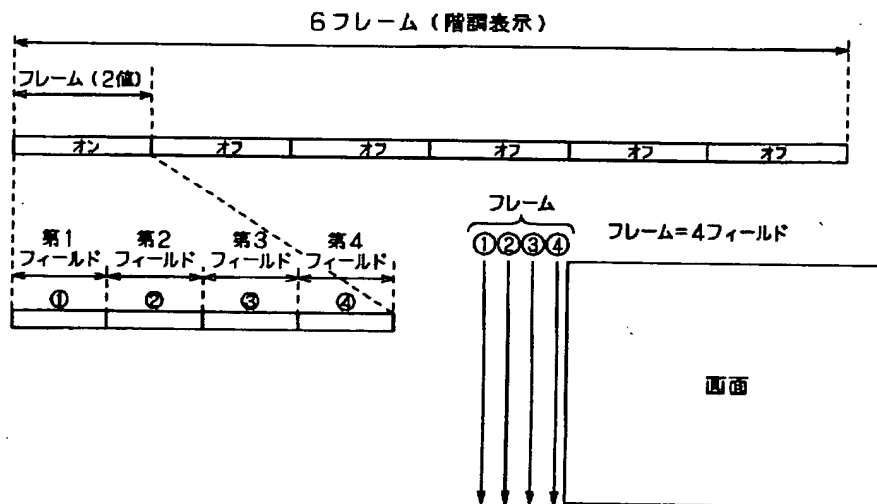 6フレーム(階調表示)
フレーム(2値)
オン オフ オフ オフ オフ オフ
フレーム
①②③④
フレーム=4フィールド
第1 第2 第3 第4
フィールド フィールド フィールド フィールド
① ② ③ ④
画面